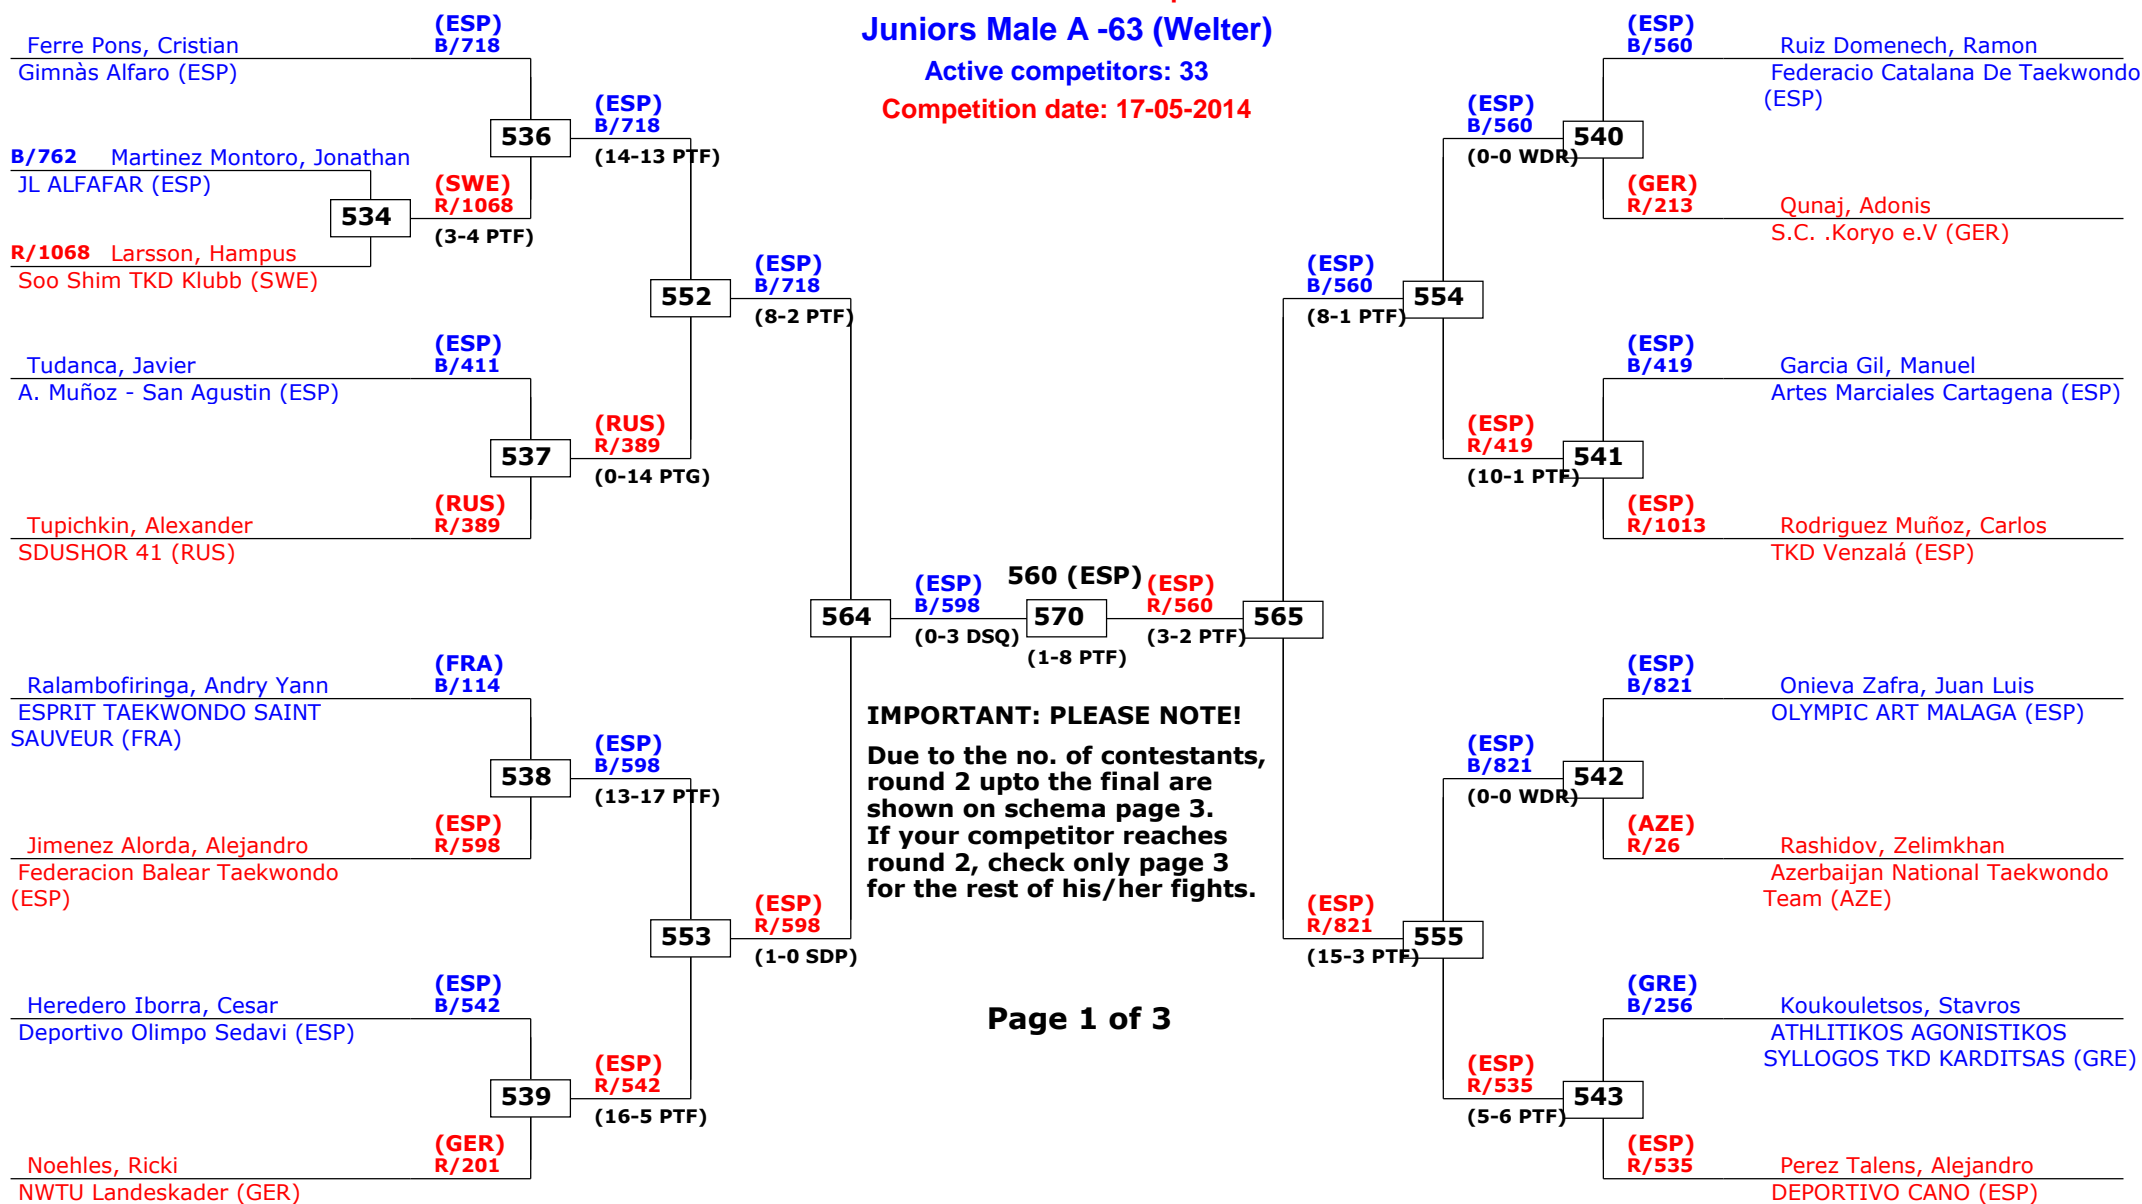 Juniors Male A -63 (Welter)
Active competitors: 33
Competition date: 17-05-2014
(ESP)
Ferre Pons, Cristian B/718
Gimnàs Alfaro (ESP)
(ESP)
B/718
536
(14-13 PTF)
B/762 Martinez Montoro, Jonathan
JL ALFAFAR (ESP)
(SWE)
R/1068
534
(3-4 PTF)
R/1068 Larsson, Hampus
Soo Shim TKD Klubb (SWE)
(ESP)
B/718
552
(8-2 PTF)
(ESP)
Tudanca, Javier B/411
A. Muñoz - San Agustin (ESP)
(RUS)
R/389
537
(0-14 PTG)
(RUS)
Tupichkin, Alexander R/389
SDUSHOR 41 (RUS)
564
(ESP)
B/598
(0-3 DSQ)
560 (ESP)
570
(1-8 PTF)
(ESP)
R/560
(3-2 PTF)
565
(FRA)
Ralambofiringa, Andry Yann B/114
ESPRIT TAEKWONDO SAINT
SAUVEUR (FRA)
(ESP)
B/598
538
(13-17 PTF)
(ESP)
Jimenez Alorda, Alejandro R/598
Federacion Balear Taekwondo
(ESP)
(ESP)
R/598
553
(1-0 SDP)
(ESP)
Heredero Iborra, Cesar B/542
Deportivo Olimpo Sedavi (ESP)
(ESP)
R/542
539
(16-5 PTF)
(GER)
Noehles, Ricki R/201
NWTU Landeskader (GER)
IMPORTANT: PLEASE NOTE!
Due to the no. of contestants,
round 2 upto the final are
shown on schema page 3.
If your competitor reaches
round 2, check only page 3
for the rest of his/her fights.
Page 1 of 3
(ESP)
B/560 Ruiz Domenech, Ramon
Federacio Catalana De Taekwondo
(ESP)
(ESP)
B/560
540
(0-0 WDR)
(GER)
R/213 Qunaj, Adonis
S.C. .Koryo e.V (GER)
(ESP)
B/560
554
(8-1 PTF)
(ESP)
B/419 Garcia Gil, Manuel
Artes Marciales Cartagena (ESP)
(ESP)
R/419
541
(10-1 PTF)
(ESP)
R/1013 Rodriguez Muñoz, Carlos
TKD Venzalá (ESP)
(ESP)
B/821 Onieva Zafra, Juan Luis
OLYMPIC ART MALAGA (ESP)
(ESP)
B/821
542
(0-0 WDR)
(AZE)
R/26 Rashidov, Zelimkhan
Azerbaijan National Taekwondo
Team (AZE)
(ESP)
R/821
555
(15-3 PTF)
(GRE)
B/256 Koukouletsos, Stavros
ATHLITIKOS AGONISTIKOS
SYLLOGOS TKD KARDITSAS (GRE)
(ESP)
R/535
543
(5-6 PTF)
(ESP)
R/535 Perez Talens, Alejandro
DEPORTIVO CANO (ESP)